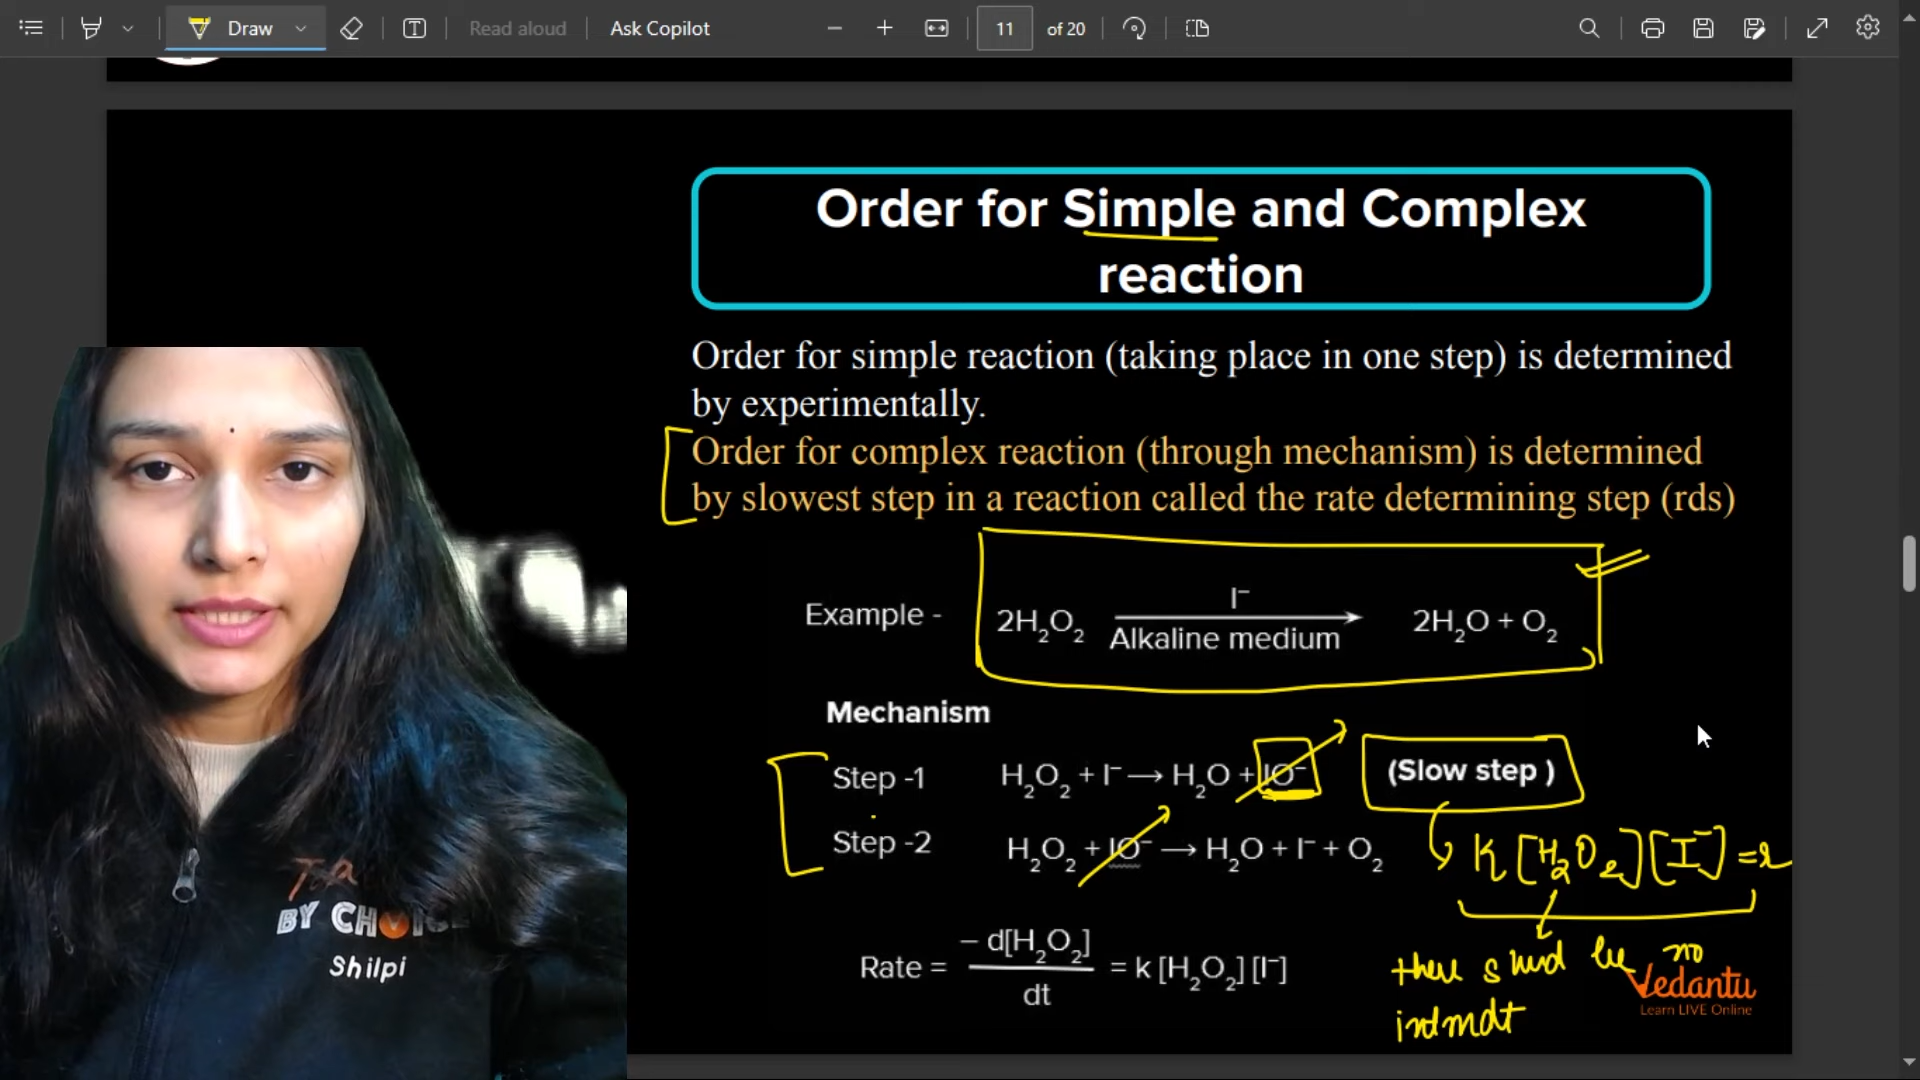 Draw
Read aloud
Ask Copilot
11
of 20
Order for Simple and Complex
reaction
Order for simple reaction (taking place in one step) is determined
by experimentally.
Order for complex reaction (through mechanism) is determined
by slowest step in a reaction called the rate determining step (rds)
Example - 2H₂O₂ I⁻ → Alkaline medium 2H₂O + O₂
Mechanism
Step -1 H₂O₂ + I⁻ → H₂O + IO⁻ (Slow step )
Step -2 H₂O₂ + IO⁻ → H₂O + I⁻ + O₂
K [H₂O₂] [I⁻] = r
Rate = − d[H₂O₂] / dt = k [H₂O₂] [I⁻]
there shud be no
intmdt
Vedantu
Learn LIVE Online
TOP
BY CHOICE
Shilpi